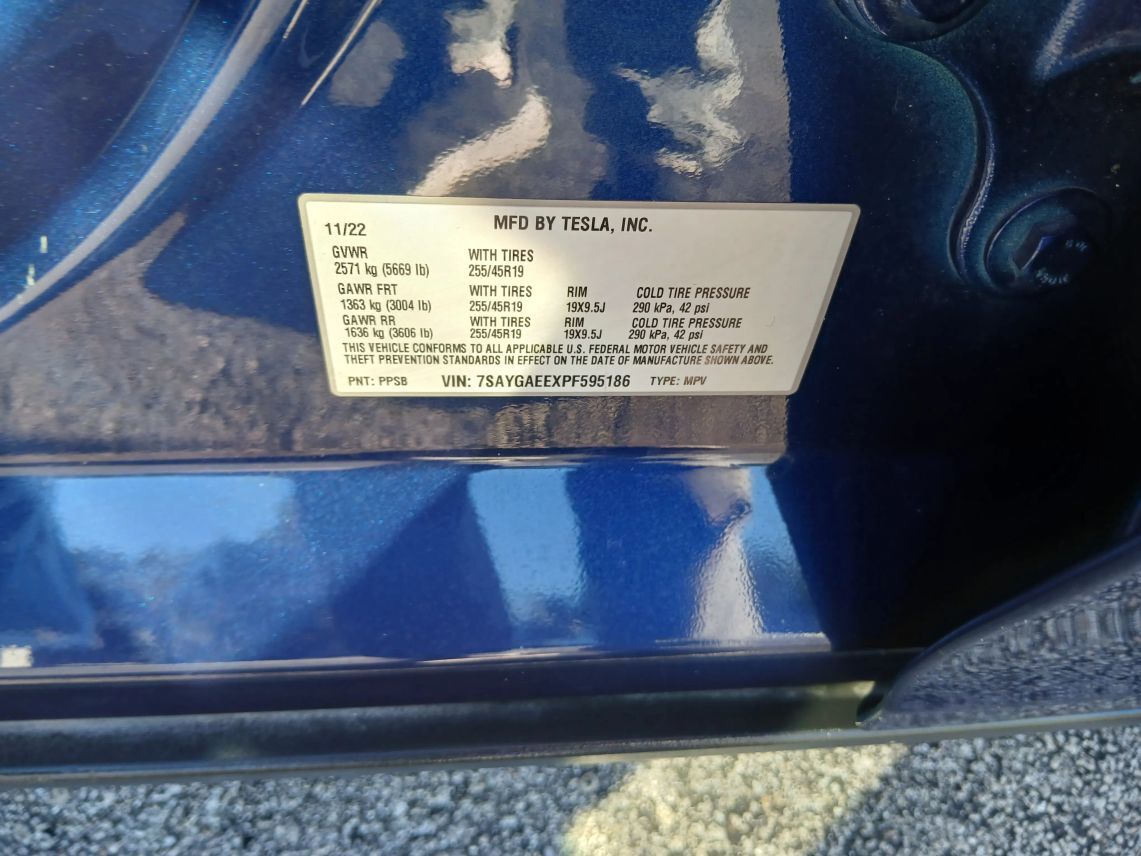 11/22 MFD BY TESLA, INC.
GVWR WITH TIRES
2571 kg (5669 lb) 255/45R19
GAWR FRT WITH TIRES RIM COLD TIRE PRESSURE
1363 kg (3004 lb) 255/45R19 19X9.5J 290 kPa, 42 psi
GAWR RR WITH TIRES RIM COLD TIRE PRESSURE
1636 kg (3606 lb) 255/45R19 19X9.5J 290 kPa, 42 psi
THIS VEHICLE CONFORMS TO ALL APPLICABLE U.S. FEDERAL MOTOR VEHICLE SAFETY AND
THEFT PREVENTION STANDARDS IN EFFECT ON THE DATE OF MANUFACTURE SHOWN ABOVE.
PNT: PPSB VIN: 7SAYGAEEXPF595186 TYPE: MPV